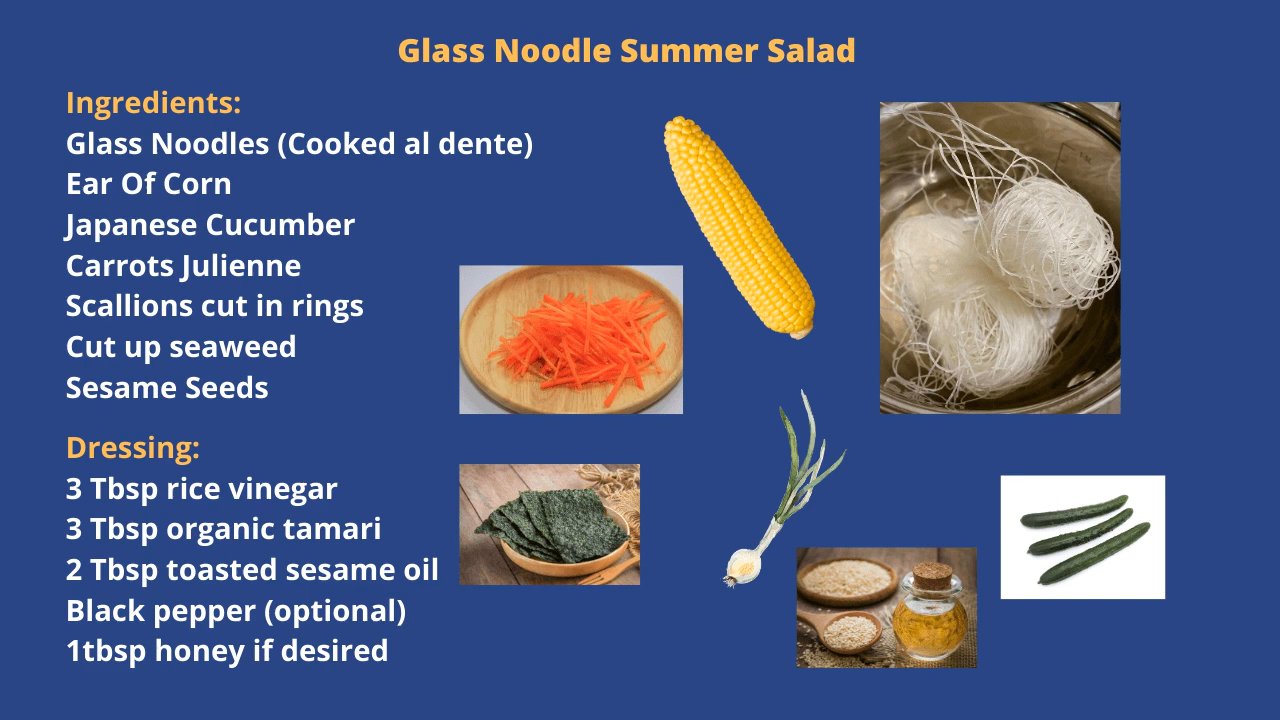 Glass Noodle Summer Salad
Ingredients:
Glass Noodles (Cooked al dente)
Ear Of Corn
Japanese Cucumber
Carrots Julienne
Scallions cut in rings
Cut up seaweed
Sesame Seeds
Dressing:
3 Tbsp rice vinegar
3 Tbsp organic tamari
2 Tbsp toasted sesame oil
Black pepper (optional)
1tbsp honey if desired